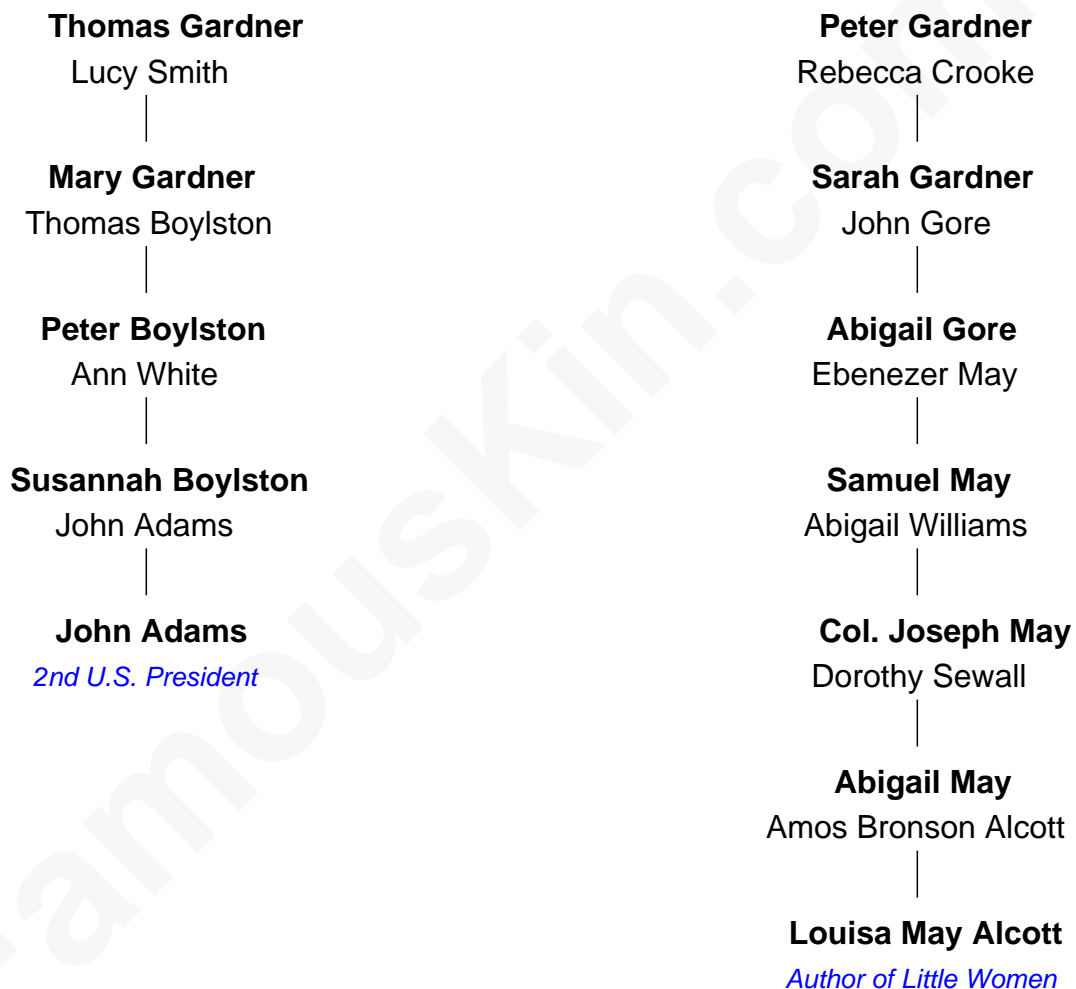 Thomas Gardner
Lucy Smith
Mary Gardner
Thomas Boylston
Peter Boylston
Ann White
Susannah Boylston
John Adams
John Adams
2nd U.S. President
Peter Gardner
Rebecca Crooke
Sarah Gardner
John Gore
Abigail Gore
Ebenezer May
Samuel May
Abigail Williams
Col. Joseph May
Dorothy Sewall
Abigail May
Amos Bronson Alcott
Louisa May Alcott
Author of Little Women
amouskin.com